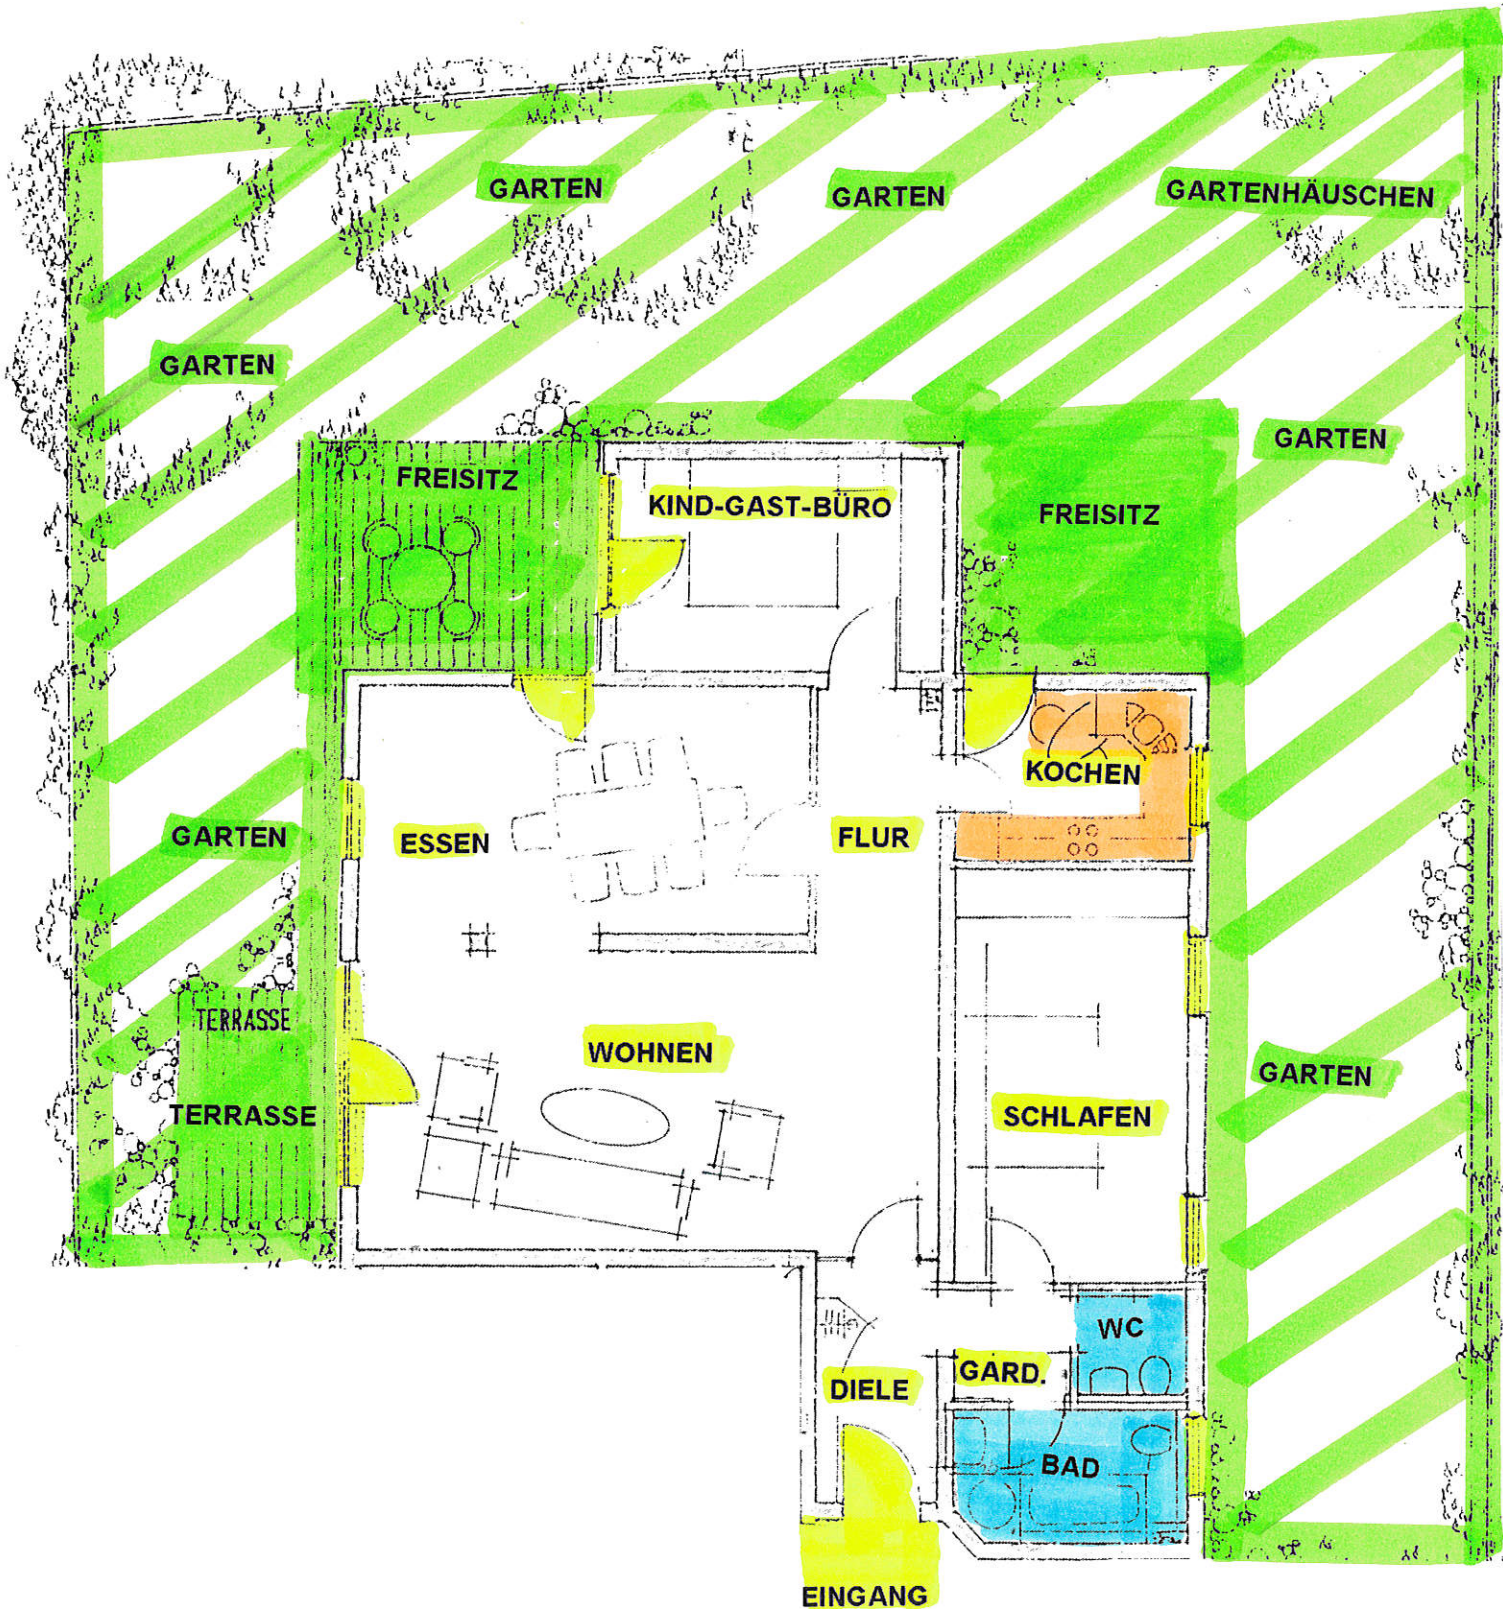 GARTEN
GARTEN
GARTENHÄUSCHEN
GARTEN
GARTEN
FREISITZ
KIND-GAST-BÜRO
FREISITZ
KOCHEN
GARTEN
ESSEN
FLUR
TERRASSE
WOHNEN
GARTEN
TERRASSE
SCHLAFEN
WC
GARD.
DIELE
BAD
EINGANG